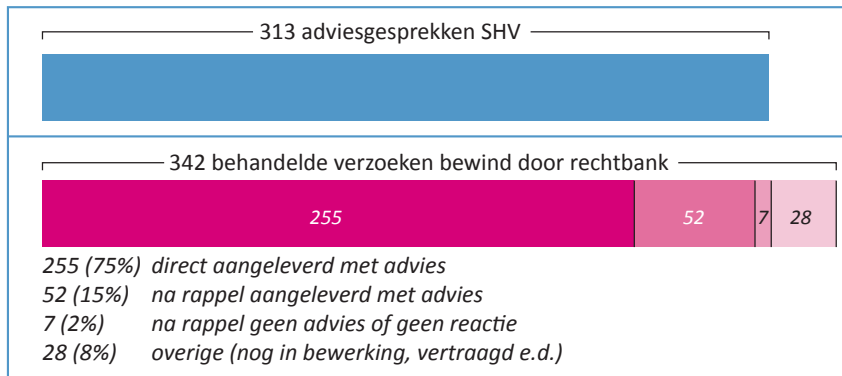 313 adviesgesprekken SHV
342 behandelde verzoeken bewind door rechtbank
255 52 7 28
255 (75%) direct aangeleverd met advies
52 (15%) na rappel aangeleverd met advies
7 (2%) na rappel geen advies of geen reactie
28 (8%) overige (nog in bewerking, vertraagd e.d.)